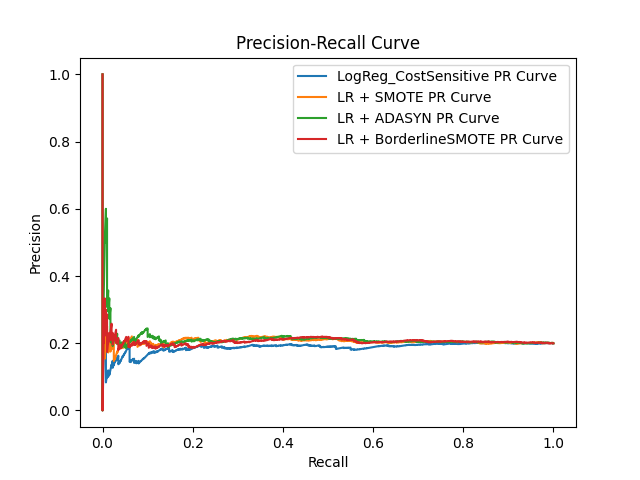 Precision-Recall Curve
LogReg_CostSensitive PR Curve
LR + SMOTE PR Curve
LR + ADASYN PR Curve
LR + BorderlineSMOTE PR Curve
1.0
0.8
0.6
0.4
0.2
0.0
Precision
0.0 0.2 0.4 0.6 0.8 1.0
Recall